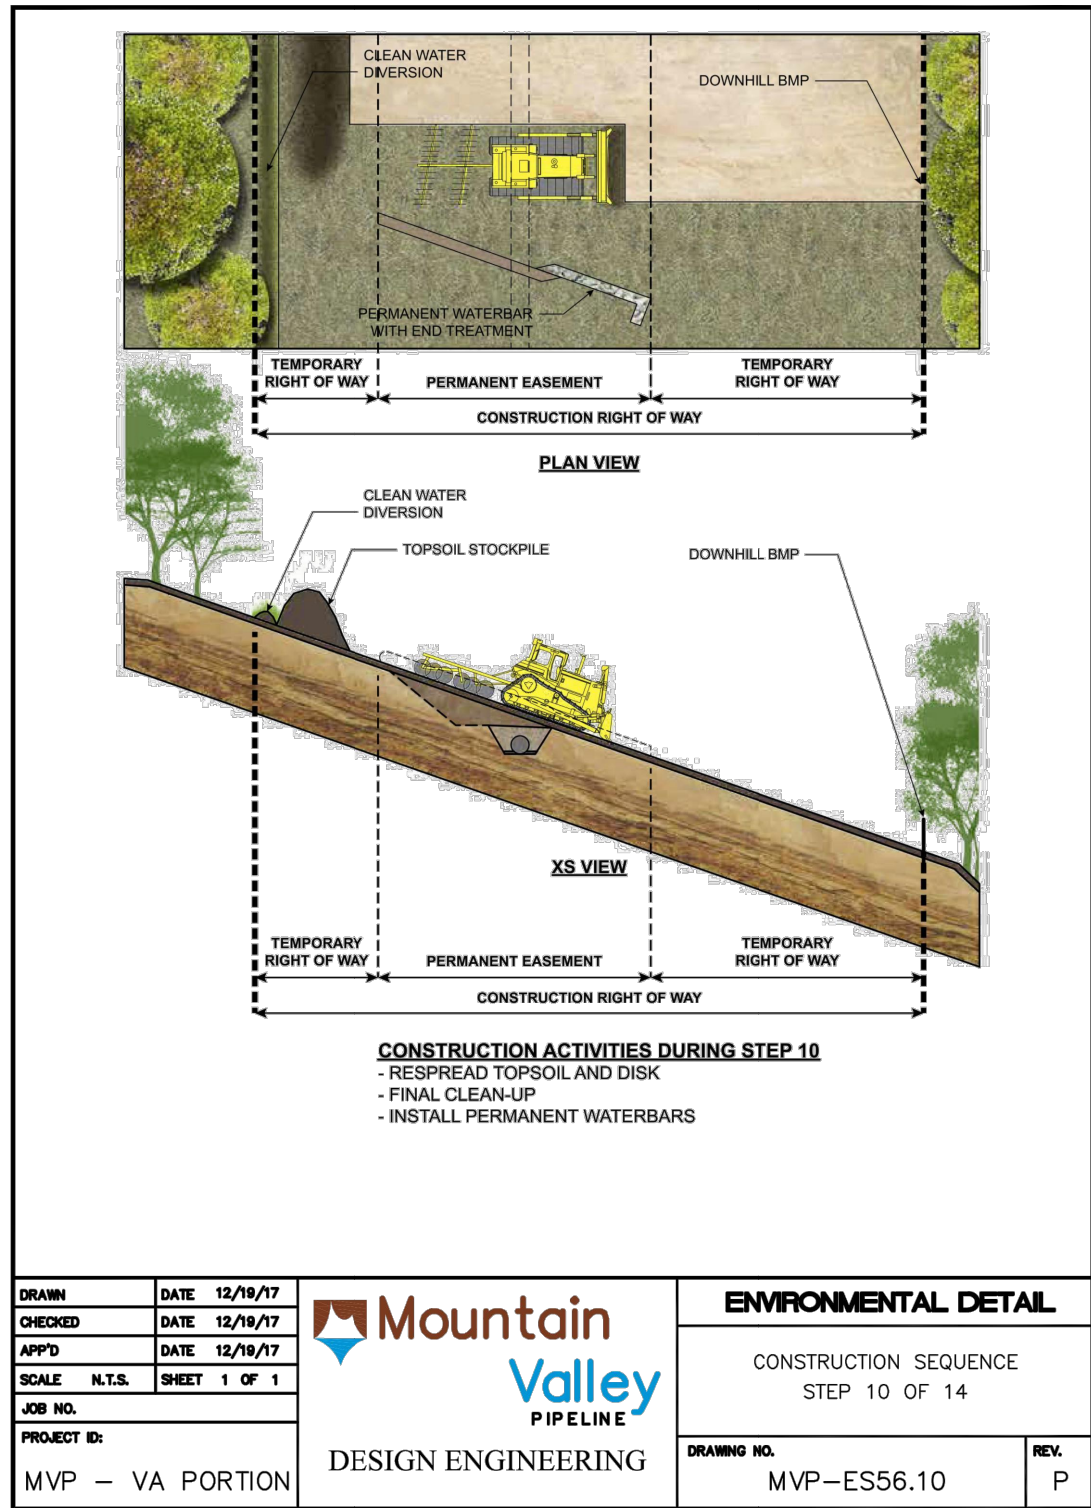 CLEAN WATER
DIVERSION
DOWNHILL BMP
PERMANENT WATERBAR
WITH END TREATMENT
TEMPORARY
RIGHT OF WAY
PERMANENT EASEMENT
TEMPORARY
RIGHT OF WAY
CONSTRUCTION RIGHT OF WAY
PLAN VIEW
CLEAN WATER
DIVERSION
TOPSOIL STOCKPILE
DOWNHILL BMP
XS VIEW
TEMPORARY
RIGHT OF WAY
PERMANENT EASEMENT
TEMPORARY
RIGHT OF WAY
CONSTRUCTION RIGHT OF WAY
CONSTRUCTION ACTIVITIES DURING STEP 10
- RESPREAD TOPSOIL AND DISK
- FINAL CLEAN-UP
- INSTALL PERMANENT WATERBARS
DRAWN DATE 12/19/17
CHECKED DATE 12/19/17
APP'D DATE 12/19/17
SCALE N.T.S. SHEET 1 OF 1
JOB NO.
PROJECT ID:
MVP - VA PORTION
Mountain
Valley
PIPELINE
DESIGN ENGINEERING
ENVIRONMENTAL DETAIL
CONSTRUCTION SEQUENCE
STEP 10 OF 14
DRAWING NO.
MVP-ES56.10
REV.
P